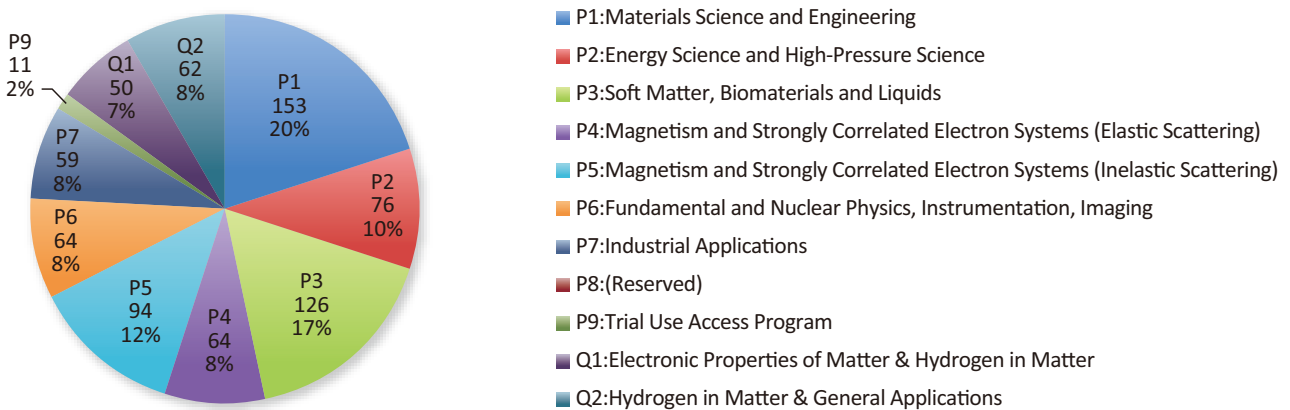 P1
153
20%
P2
76
10%
P3
126
17%
P4
64
8%
P5
94
12%
P6
64
8%
P7
59
8%
P9
11
2%
Q1
50
7%
Q2
62
8%
P1:Materials Science and Engineering
P2:Energy Science and High-Pressure Science
P3:Soft Matter, Biomaterials and Liquids
P4:Magnetism and Strongly Correlated Electron Systems (Elastic Scattering)
P5:Magnetism and Strongly Correlated Electron Systems (Inelastic Scattering)
P6:Fundamental and Nuclear Physics, Instrumentation, Imaging
P7:Industrial Applications
P8:(Reserved)
P9:Trial Use Access Program
Q1:Electronic Properties of Matter & Hydrogen in Matter
Q2:Hydrogen in Matter & General Applications